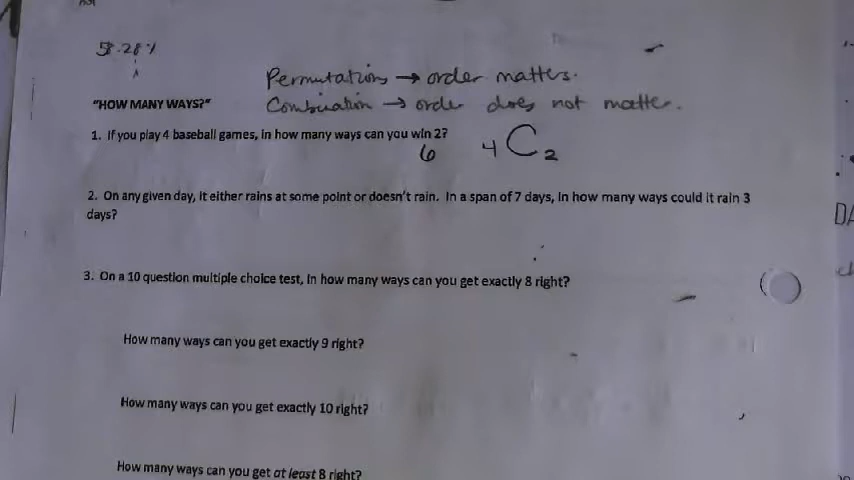 58.28%
Permutations → order matters.
"HOW MANY WAYS?"
Combination → order does not matter.
1. If you play 4 baseball games, in how many ways can you win 2?
6 4C2
2. On any given day, it either rains at some point or doesn't rain. In a span of 7 days, in how many ways could it rain 3
days?
DA
3. On a 10 question multiple choice test, in how many ways can you get exactly 8 right?
How many ways can you get exactly 9 right?
How many ways can you get exactly 10 right?
How many ways can you get at least 8 right?